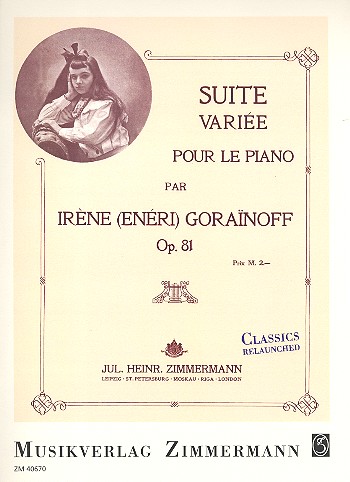 SUITE
VARIÉE
POUR LE PIANO
PAR
IRÈNE (ENÉRI) GORAÏNOFF
Op. 81
Prix M. 2.—
CLASSICS
RELAUNCHED
JUL. HEINR. ZIMMERMANN
LEIPZIG · ST. PETERSBURG · MOSKAU · RIGA · LONDON
MUSIKVERLAG ZIMMERMANN
ZM 40670